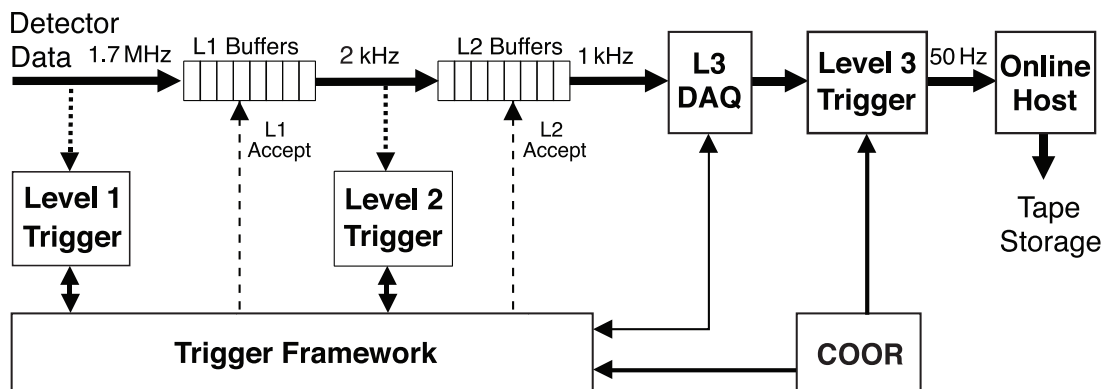 Detector
Data
1.7 MHz
L1 Buffers
2 kHz
L2 Buffers
1 kHz
L3
DAQ
Level 3
Trigger
50 Hz
Online
Host
L1
Accept
L2
Accept
Level 1
Trigger
Level 2
Trigger
Tape
Storage
Trigger Framework
COOR